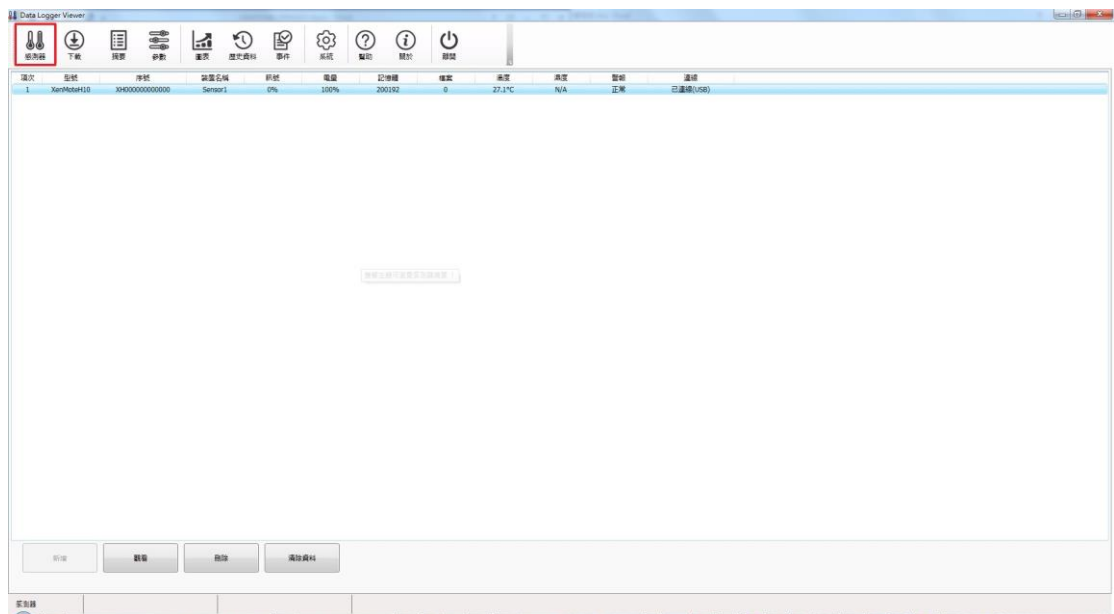 Data Logger Viewer
感測器 下載 摘要 參數 圖表 歷史資料 事件 系統 幫助 關於 離開
項次 型號 序號 裝置名稱 訊號 電量 記憶體 檔案 溫度 濕度 警報 連線
1 XenMoteH10 XH000000000000 Sensor1 0% 100% 200192 0 27.1°C N/A 正常 已連線(USB)
新增 觀看 刪除 清除資料
感測器